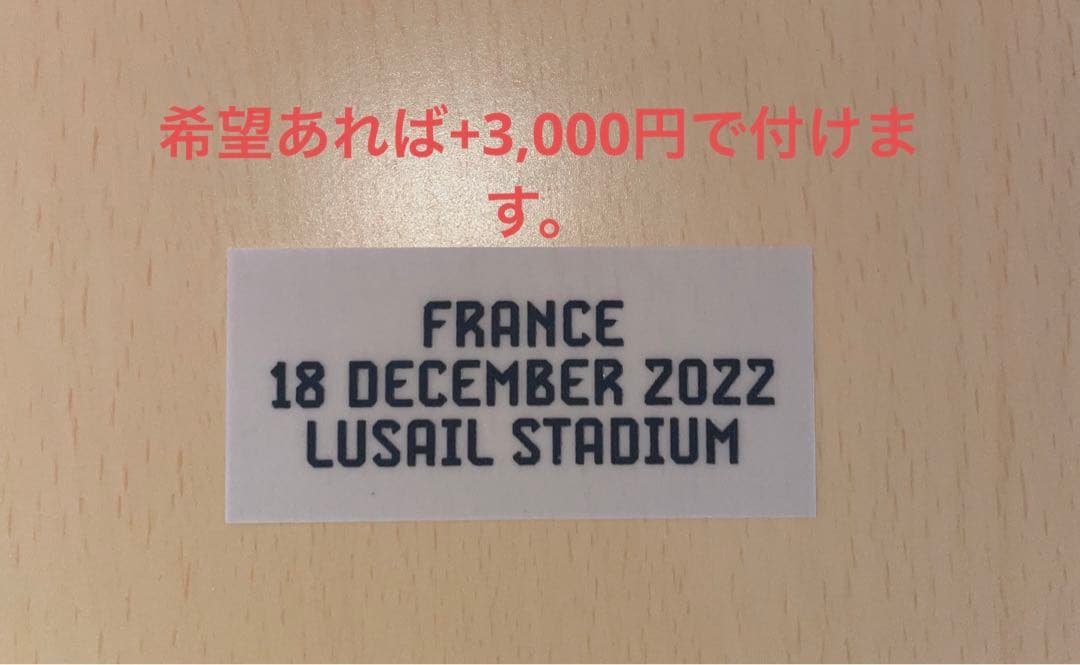 希望あれば+3,000円で付けま
す。
FRANCE
18 DECEMBER 2022
LUSAIL STADIUM